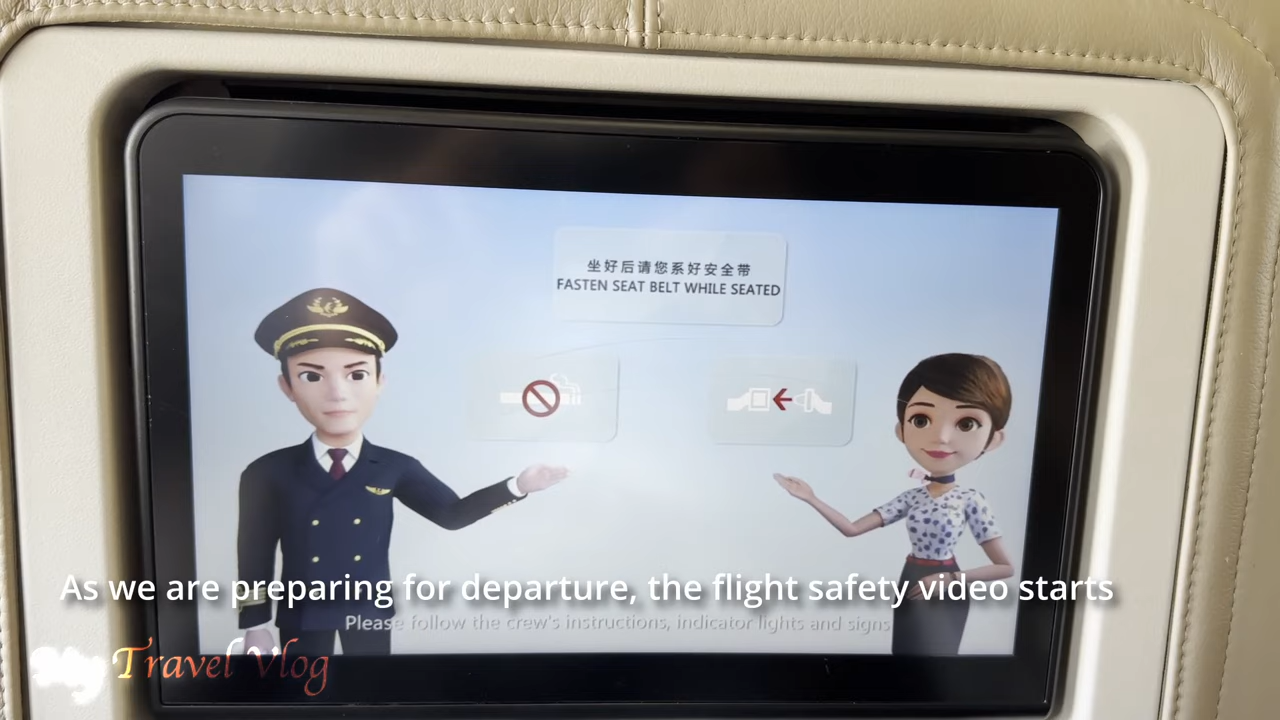 坐好后请您系好安全带
FASTEN SEAT BELT WHILE SEATED
As we are preparing for departure, the flight safety video starts
Please follow the crew's instructions, indicator lights and signs
My Travel Vlog